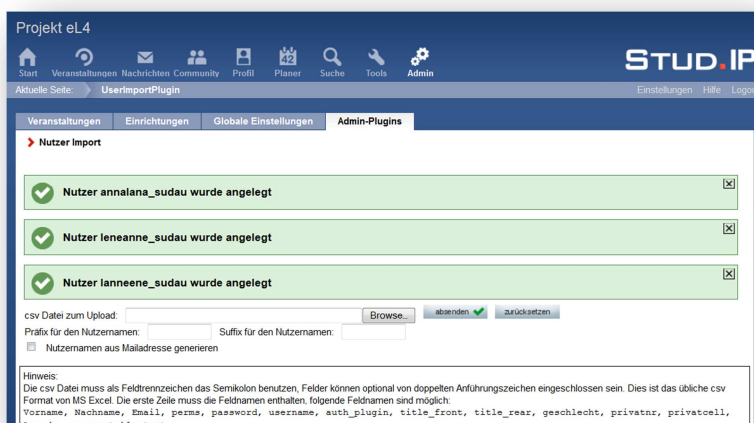 Projekt eL4
Start Veranstaltungen Nachrichten Community Profil Planer Suche Tools Admin
42
STUD.IP
Aktuelle Seite: UserImportPlugin
Einstellungen Hilfe Logou
Veranstaltungen Einrichtungen Globale Einstellungen Admin-Plugins
Nutzer Import
Nutzer annalana_sudau wurde angelegt
Nutzer leneanne_sudau wurde angelegt
Nutzer lanneene_sudau wurde angelegt
csv Datei zum Upload: Browse... absenden zurücksetzen
Präfix für den Nutzernamen: Suffix für den Nutzernamen:
Nutzernamen aus Mailadresse generieren
Hinweis:
Die csv Datei muss als Feldtrennzeichen das Semikolon benutzen, Felder können optional von doppelten Anführungszeichen eingeschlossen sein. Dies ist das übliche csv
Format von MS Excel. Die erste Zeile muss die Feldnamen enthalten, folgende Feldnamen sind möglich:
Vorname, Nachname, Email, perms, password, username, auth_plugin, title_front, title_rear, geschlecht, privatnr, privatcell,